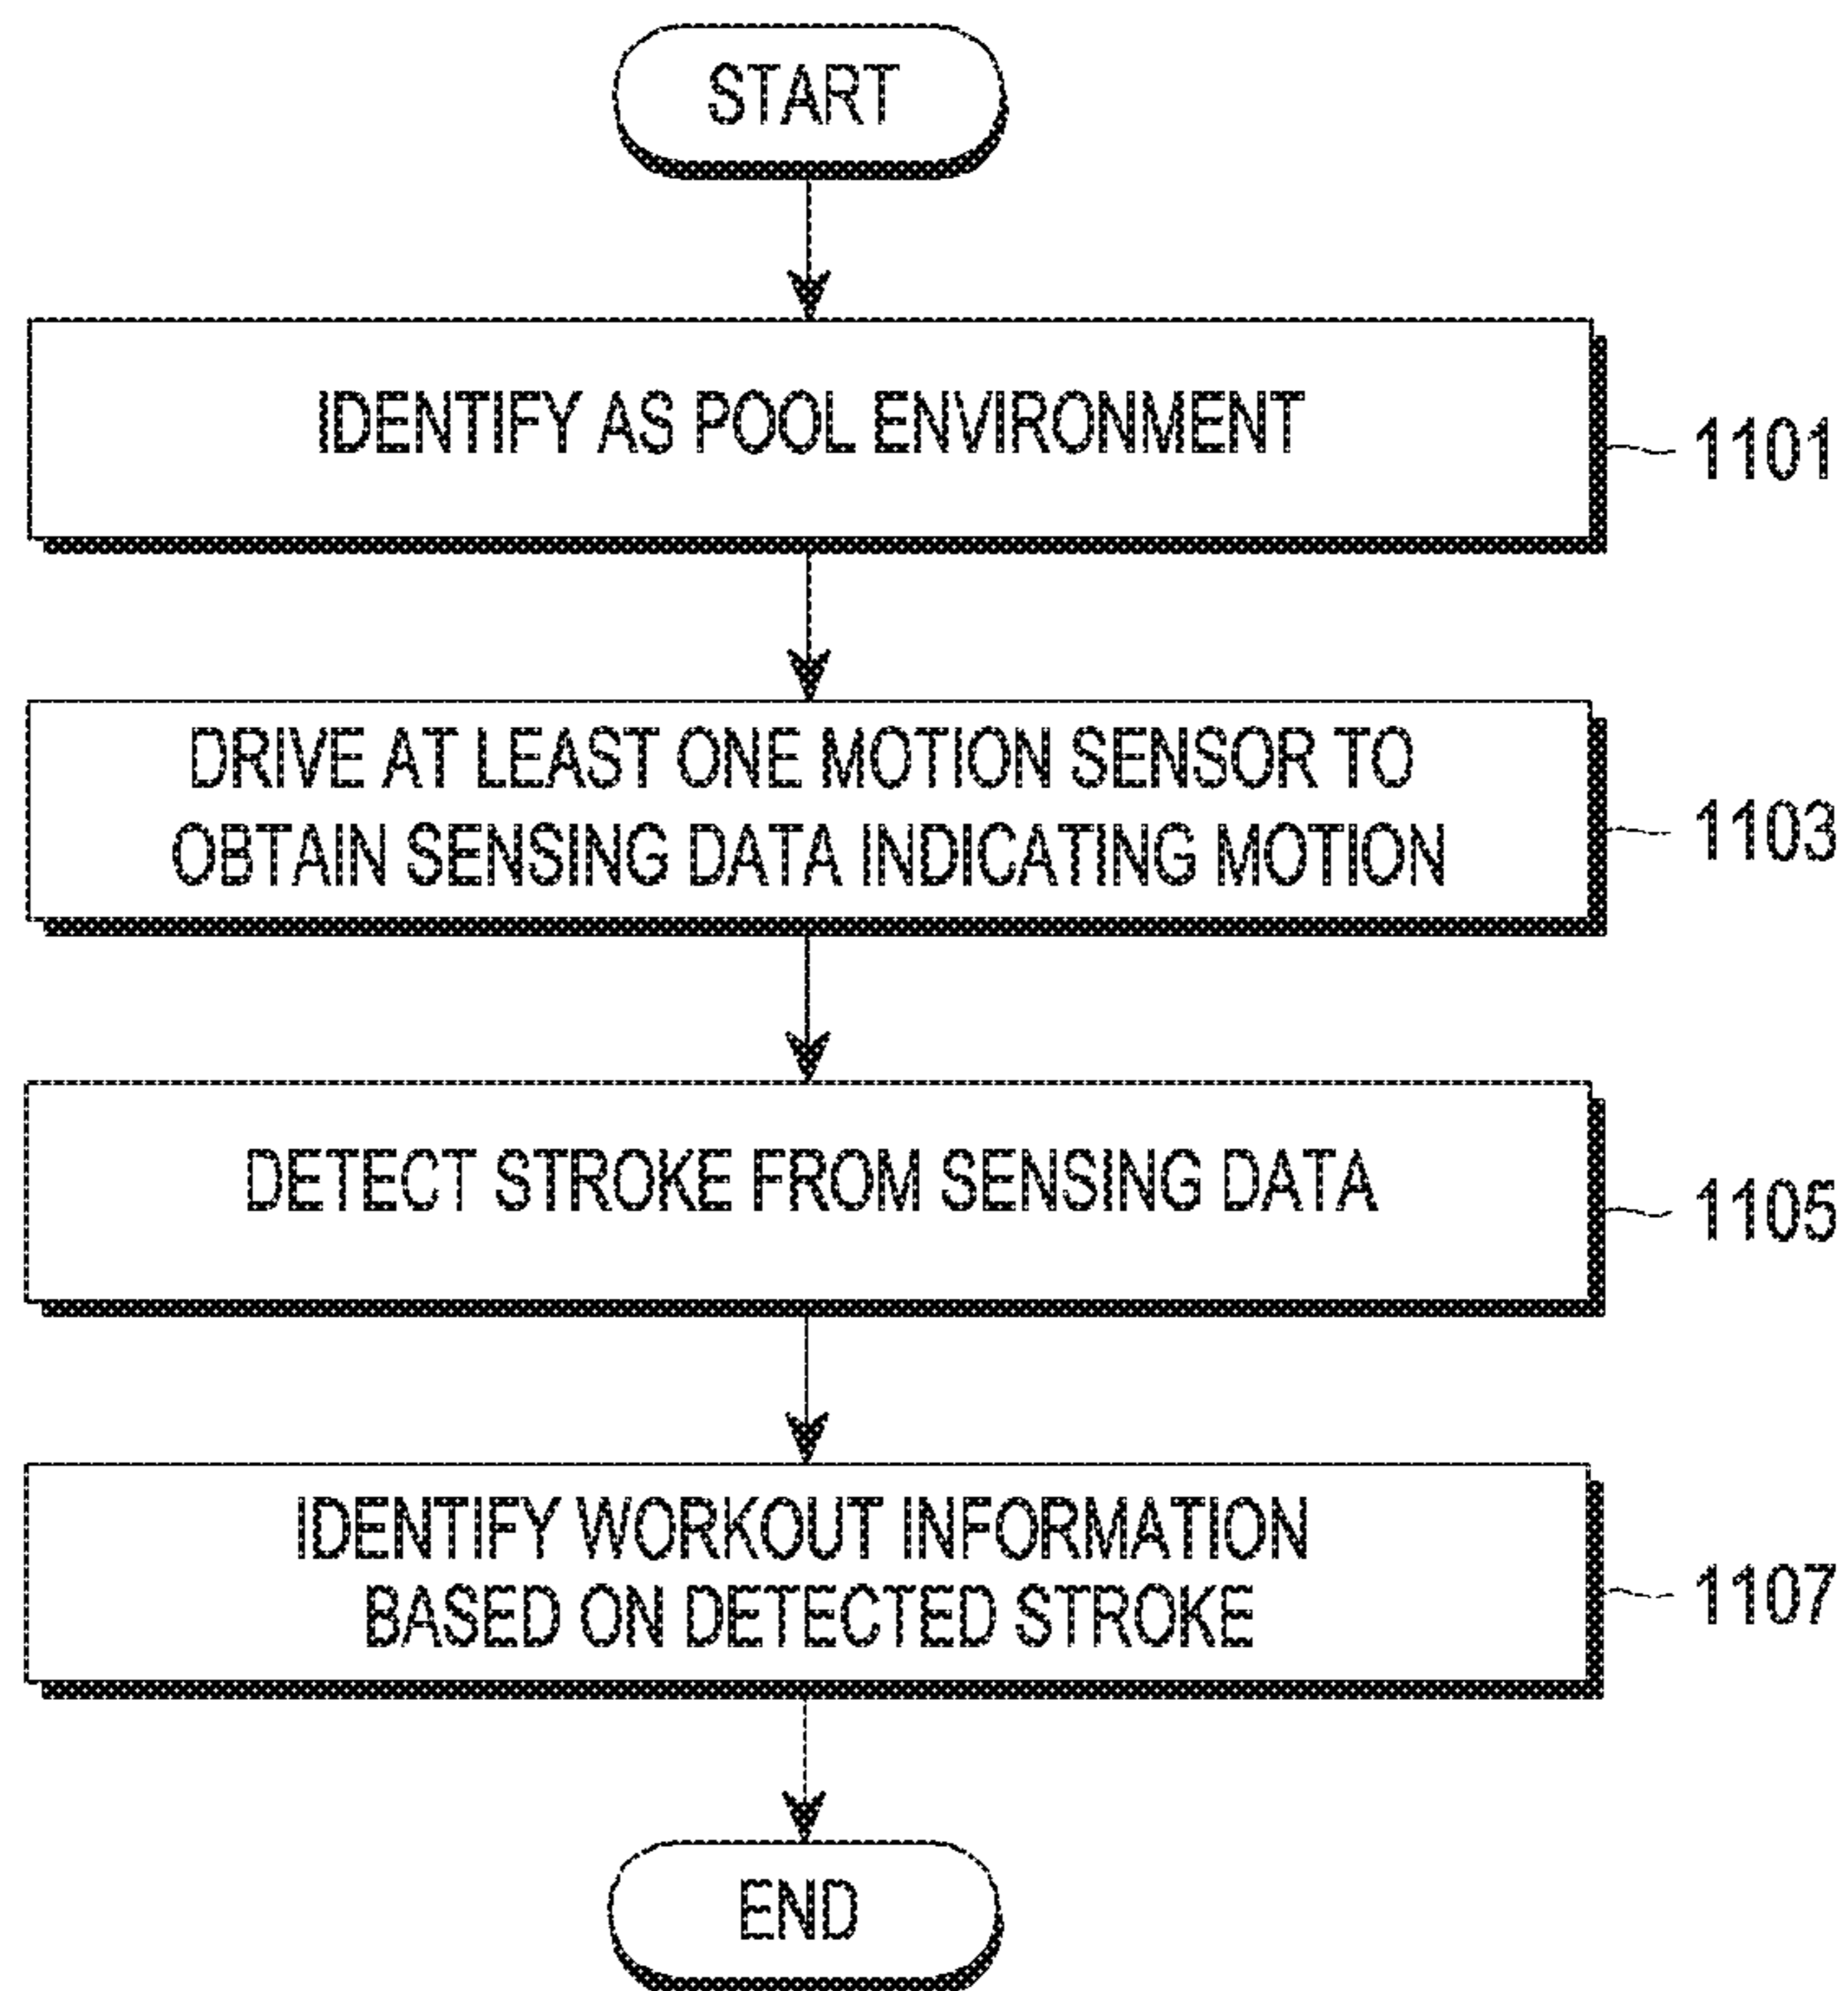 START
IDENTIFY AS POOL ENVIRONMENT
1101
DRIVE AT LEAST ONE MOTION SENSOR TO
OBTAIN SENSING DATA INDICATING MOTION
1103
DETECT STROKE FROM SENSING DATA
1105
IDENTIFY WORKOUT INFORMATION
BASED ON DETECTED STROKE
1107
END